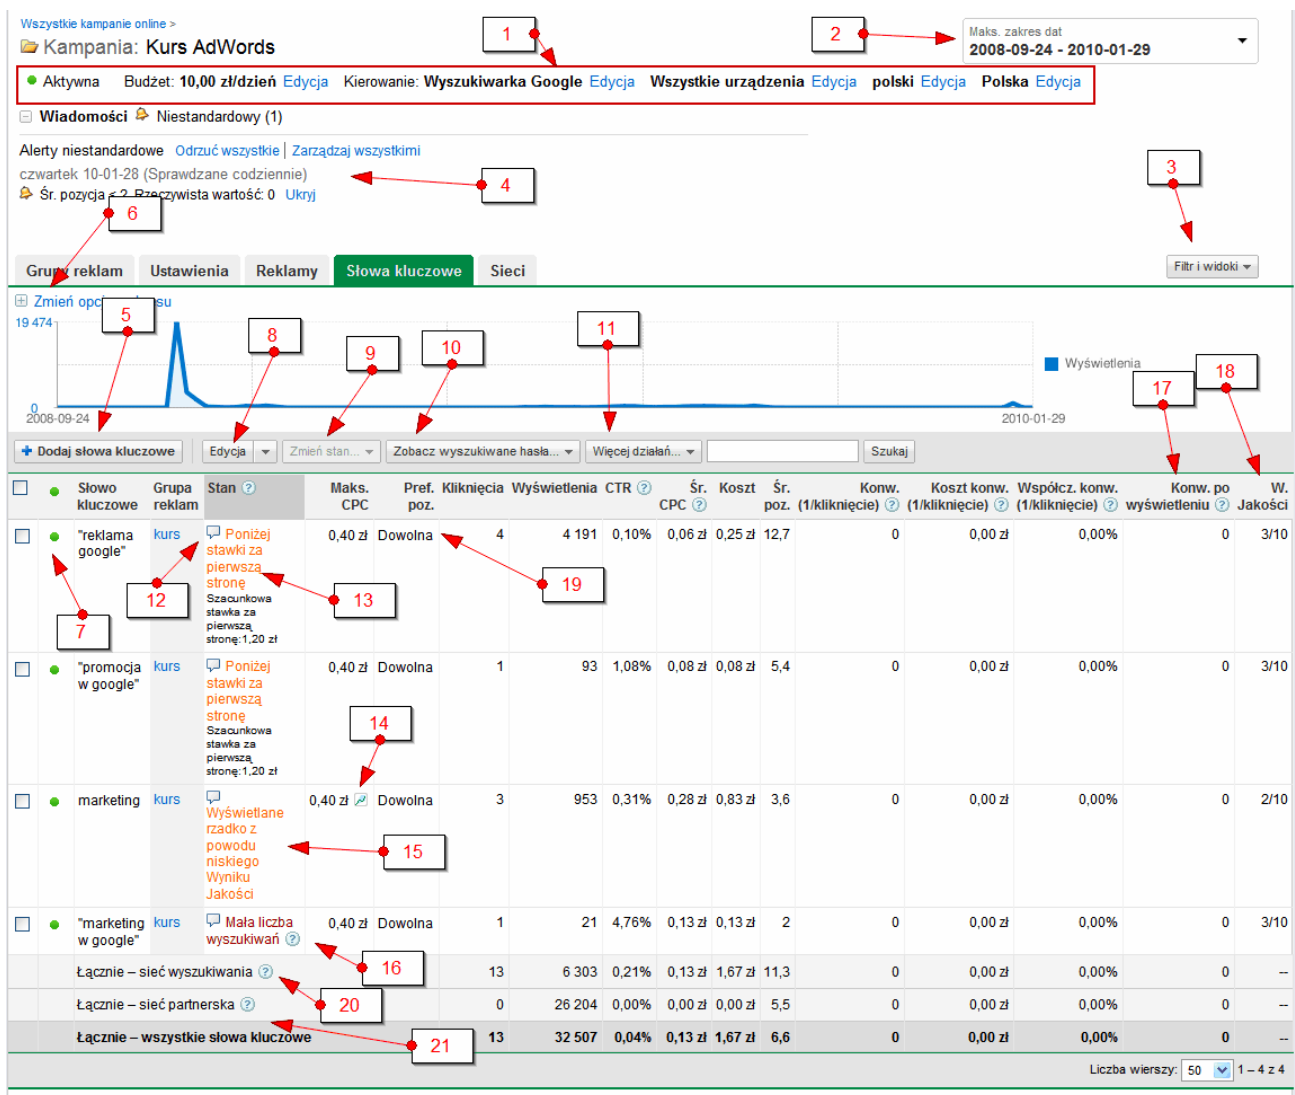 Wszystkie kampanie online >
Kampania: Kurs AdWords
1
2
Maks. zakres dat
2008-09-24 - 2010-01-29
Aktywna Budżet: 10,00 zł/dzień Edycja Kierowanie: Wyszukiwarka Google Edycja Wszystkie urządzenia Edycja polski Edycja Polska Edycja
Wiadomości Niestandardowy (1)
Alerty niestandardowe Odrzuć wszystkie | Zarządzaj wszystkimi
czwartek 10-01-28 (Sprawdzane codziennie)
4
3
Śr. pozycja < 2 Rzeczywista wartość: 0 Ukryj
6
Grupy reklam Ustawienia Reklamy Słowa kluczowe Sieci
Filtr i widoki
Zmień
5
19 474
8
9
10
11
Wyświetlenia
17
18
0
2008-09-24
2010-01-29
Dodaj słowa kluczowe Edycja Zmień stan... Zobacz wyszukiwane hasła... Więcej działań... Szukaj
Słowo kluczowe Grupa reklam Stan Maks. CPC Pref. poz. Kliknięcia Wyświetlenia CTR Śr. CPC Koszt Śr. poz. Konw. (1/kliknięcie) Koszt konw. (1/kliknięcie) Współcz. konw. (1/kliknięcie) Konw. po wyświetleniu W. Jakości
"reklama google" kurs Poniżej 0,40 zł Dowolna 4 4 191 0,10% 0,06 zł 0,25 zł 12,7 0 0,00 zł 0,00% 0 3/10
stawki za
pierwszą
stronę
Szacunkowa
stawka za
pierwszą
stronę:1,20 zł
12
13
19
7
"promocja w google" kurs Poniżej 0,40 zł Dowolna 1 93 1,08% 0,08 zł 0,08 zł 5,4 0 0,00 zł 0,00% 0 3/10
stawki za
pierwszą
stronę
Szacunkowa
stawka za
pierwszą
stronę:1,20 zł
14
marketing kurs 0,40 zł Dowolna 3 953 0,31% 0,28 zł 0,83 zł 3,6 0 0,00 zł 0,00% 0 2/10
Wyświetlane
rzadko z
powodu
niskiego
Wyniku
Jakości
15
"marketing w google" kurs Mała liczba 0,40 zł Dowolna 1 21 4,76% 0,13 zł 0,13 zł 2 0 0,00 zł 0,00% 0 3/10
wyszukiwań
16
Łącznie – sieć wyszukiwania 13 6 303 0,21% 0,13 zł 1,67 zł 11,3 0 0,00 zł 0,00% 0 --
20
Łącznie – sieć partnerska 0 26 204 0,00% 0,00 zł 0,00 zł 5,5 0 0,00 zł 0,00% 0 --
Łącznie – wszystkie słowa kluczowe 13 32 507 0,04% 0,13 zł 1,67 zł 6,6 0 0,00 zł 0,00% 0 --
21
Liczba wierszy: 50 1 – 4 z 4